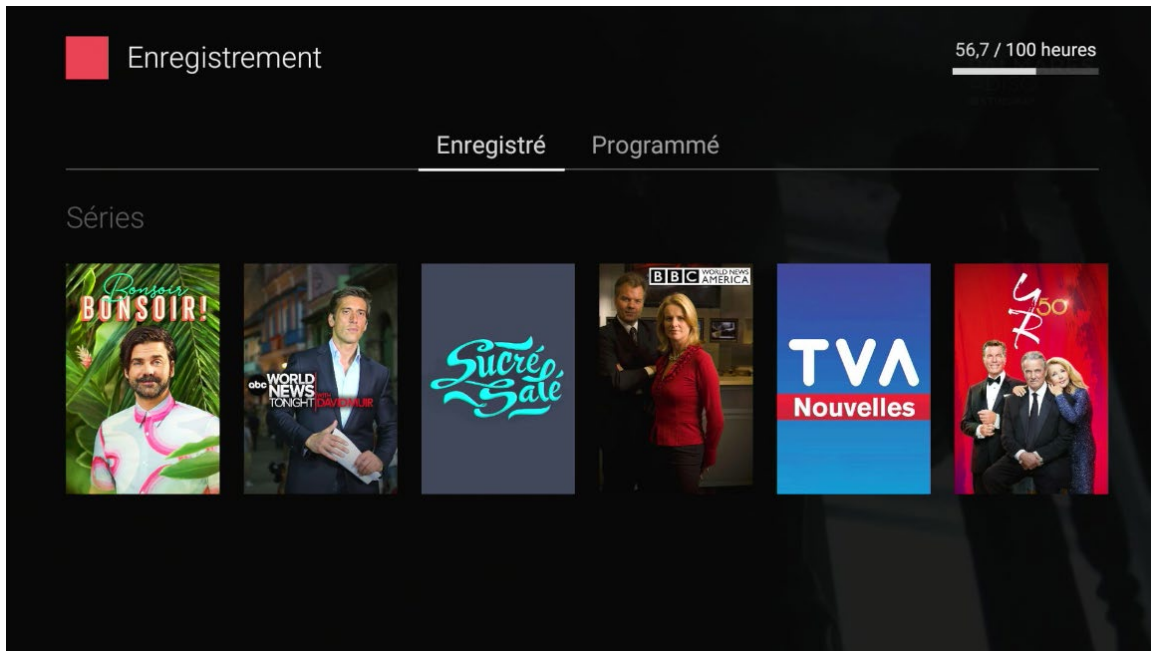 Enregistrement
56,7 / 100 heures
Enregistré
Programmé
Séries
Bonsoir
BONSOIR!
abc WORLD
NEWS
TONIGHT WITH
DAVID MUIR
Sucré
Salé
BBC WORLD NEWS
AMERICA
TVA
Nouvelles
Y
R
50